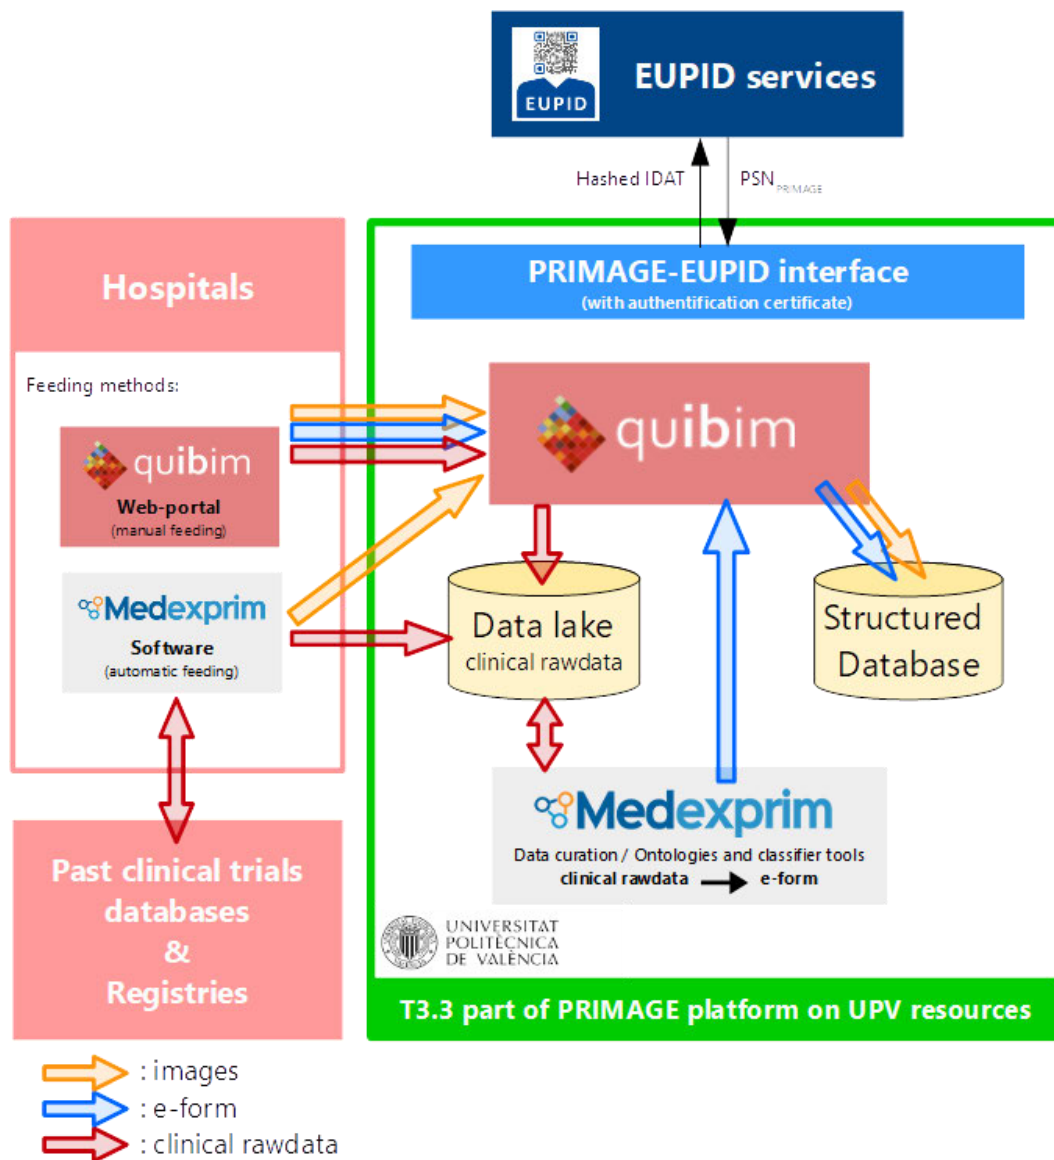 EUPID
EUPID services
Hashed IDAT
PSN PRIMAGE
Hospitals
PRIMAGE-EUPID interface
(with authentification certificate)
Feeding methods:
quibim
Web-portal
(manual feeding)
quibim
Medexprim
Software
(automatic feeding)
Data lake
clinical rawdata
Structured
Database
Medexprim
Data curation / Ontologies and classifier tools
clinical rawdata e-form
Past clinical trials
databases
&
Registries
UNIVERSITAT
POLITÈCNICA
DE VALÈNCIA
T3.3 part of PRIMAGE platform on UPV resources
: images
: e-form
: clinical rawdata